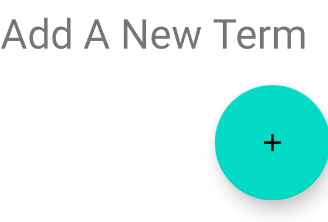 Add A New Term
+